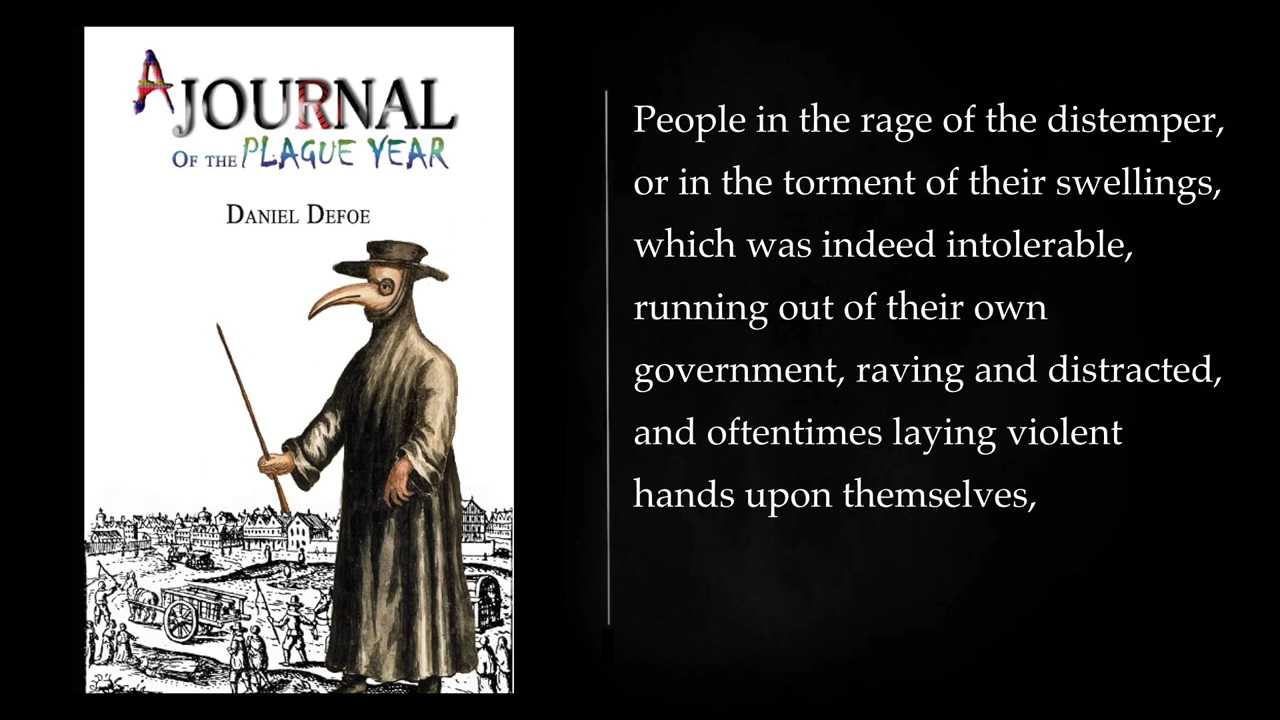 A JOURNAL
OF THE PLAGUE YEAR
DANIEL DEFOE
People in the rage of the distemper,
or in the torment of their swellings,
which was indeed intolerable,
running out of their own
government, raving and distracted,
and oftentimes laying violent
hands upon themselves,